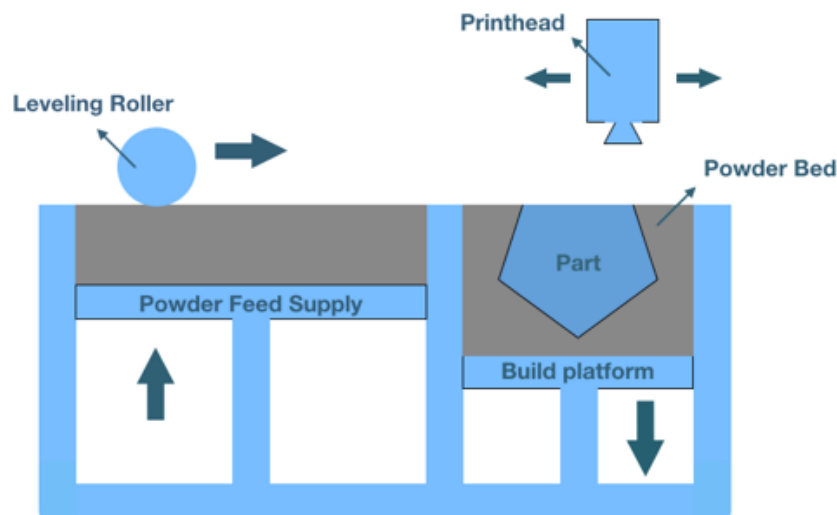 Printhead
Leveling Roller
Powder Bed
Part
Powder Feed Supply
Build platform